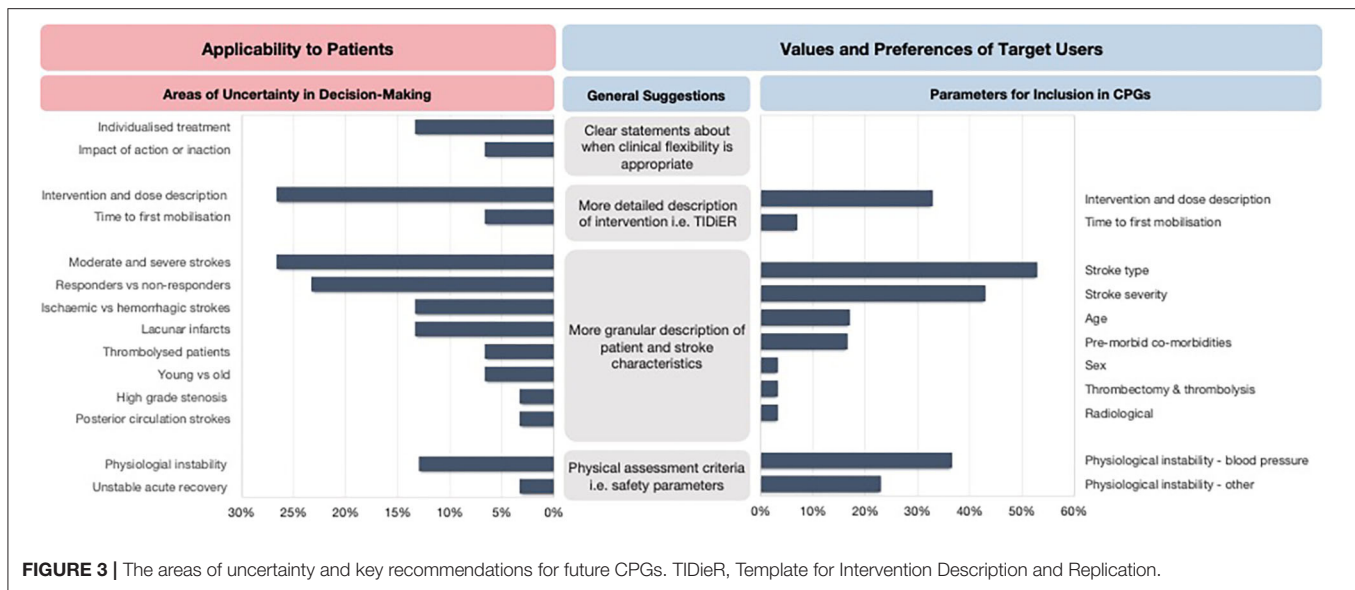 Applicability to Patients
Values and Preferences of Target Users
Areas of Uncertainty in Decision-Making
General Suggestions
Parameters for Inclusion in CPGs
Individualised treatment
Impact of action or inaction
Intervention and dose description
Time to first mobilisation
Moderate and severe strokes
Responders vs non-responders
Ischaemic vs hemorrhagic strokes
Lacunar infarcts
Thrombolysed patients
Young vs old
High grade stenosis
Posterior circulation strokes
Physiologial instability
Unstable acute recovery
30% 25% 20% 15% 10% 5% 0%
Clear statements about
when clinical flexibility is
appropriate
More detailed description
of intervention i.e. TIDiER
More granular description of
patient and stroke
characteristics
Physical assessment criteria
i.e. safety parameters
Intervention and dose description
Time to first mobilisation
Stroke type
Stroke severity
Age
Pre-morbid co-morbidities
Sex
Thrombectomy & thrombolysis
Radiological
Physiological instability - blood pressure
Physiological instability - other
0% 10% 20% 30% 40% 50% 60%
FIGURE 3 | The areas of uncertainty and key recommendations for future CPGs. TIDieR, Template for Intervention Description and Replication.